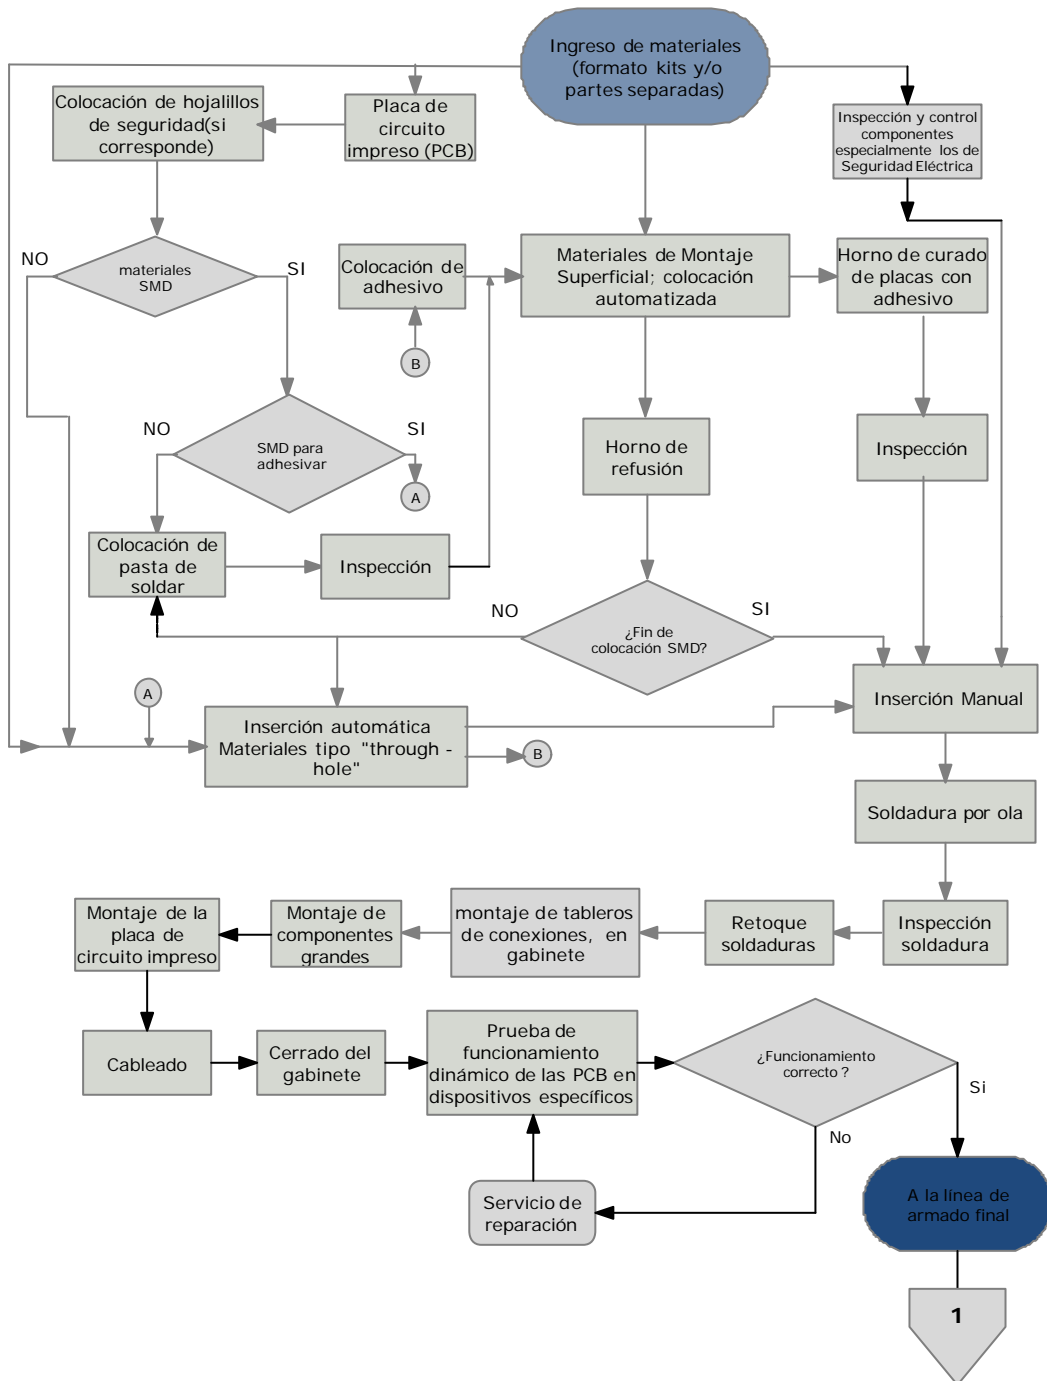 Ingreso de materiales
(formato kits y/o
partes separadas)
Colocación de hojalillos
de seguridad(si
corresponde)
Placa de
circuito
impreso (PCB)
Inspección y control
componentes
especialmente los de
Seguridad Eléctrica
NO
materiales
SMD
SI
Colocación de
adhesivo
Materiales de Montaje
Superficial; colocación
automatizada
Horno de curado
de placas con
adhesivo
B
NO
SMD para
adhesivar
SI
A
Horno de
refusión
Inspección
Colocación de
pasta de
soldar
Inspección
NO
¿Fin de
colocación SMD?
SI
A
Inserción automática
Materiales tipo "through -
hole"
B
Inserción Manual
Soldadura por ola
Montaje de la
placa de
circuito impreso
Montaje de
componentes
grandes
montaje de tableros
de conexiones, en
gabinete
Retoque
soldaduras
Inspección
soldadura
Cableado
Cerrado del
gabinete
Prueba de
funcionamiento
dinámico de las PCB en
dispositivos específicos
¿Funcionamiento
correcto ?
Si
No
Servicio de
reparación
A la línea de
armado final
1